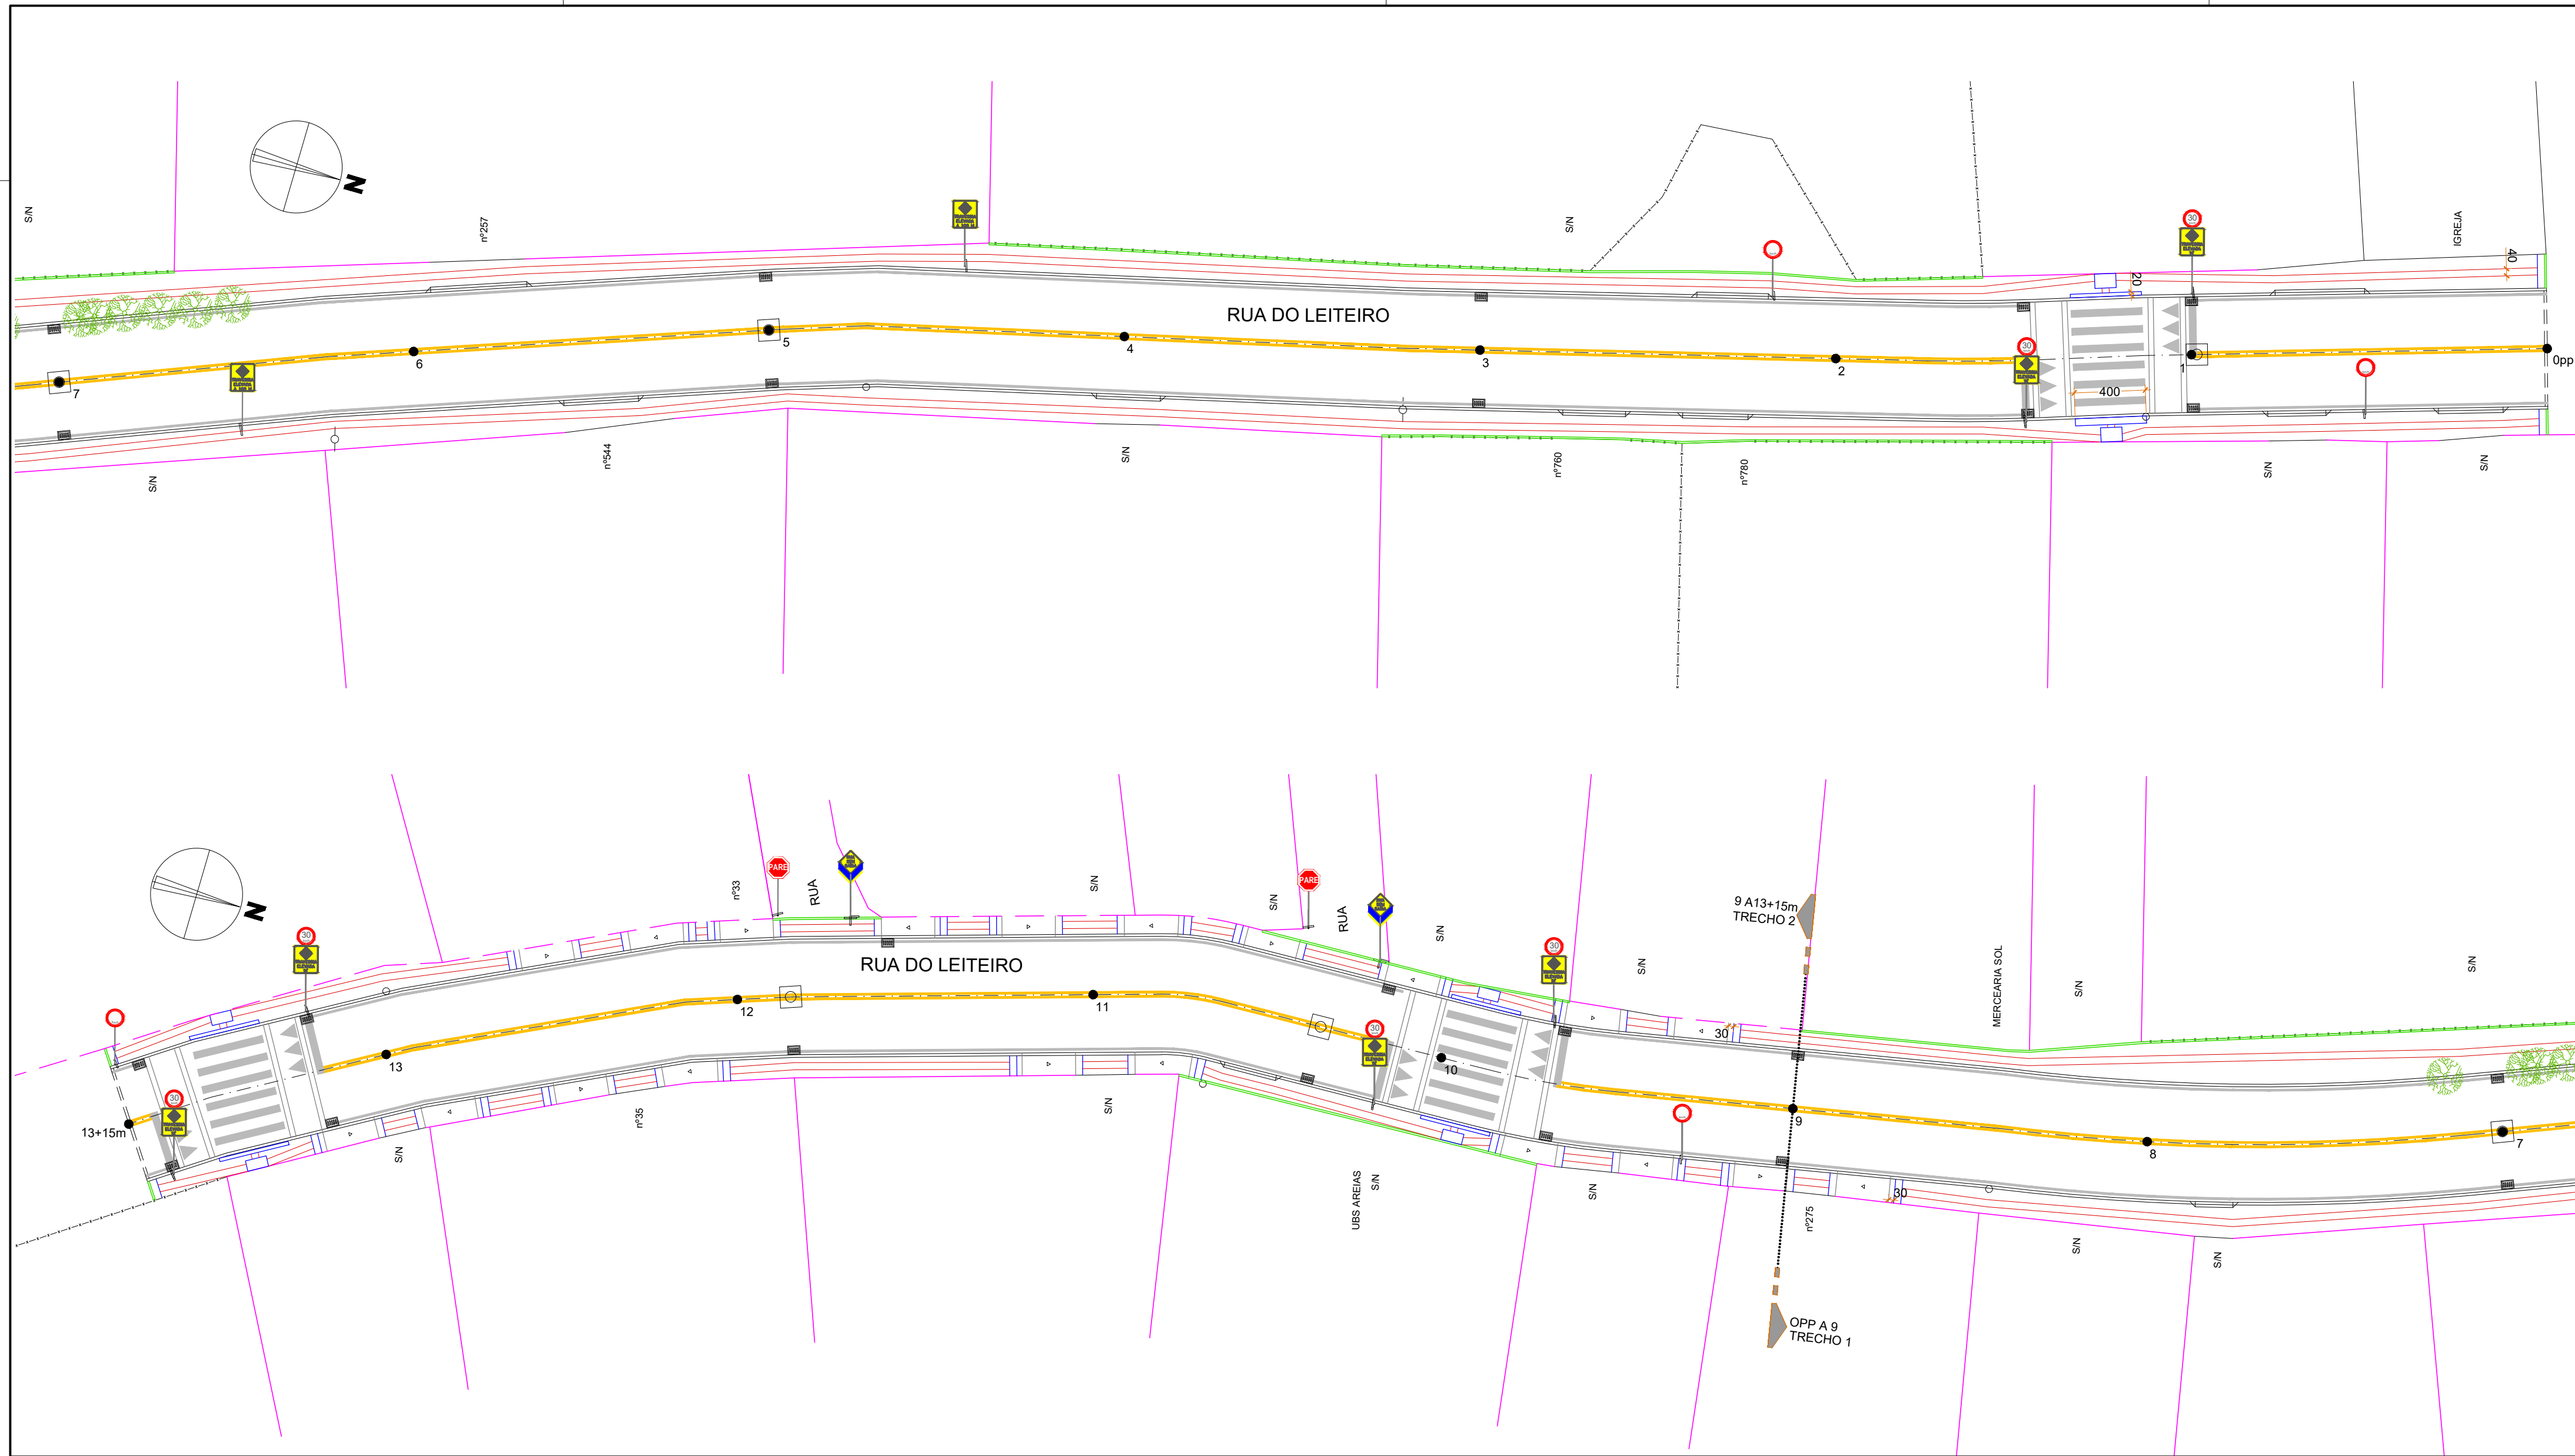 S/N
N
nº257
S/N
30
IGREJA
40
20
RUA DO LEITEIRO
7
6
5
4
3
2
30
1
0pp
400
S/N
nº544
S/N
nº760
nº780
S/N
S/N
N
30
nº33
PARE
RUA
S/N
S/N
PARE
RUA
S/N
30
S/N
9 A13+15m
TRECHO 2
MERCEARIA SOL
S/N
S/N
RUA DO LEITEIRO
13+15m
30
13
12
11
30
10
30
9
8
7
S/N
nº35
S/N
UBS AREIAS
S/N
S/N
30
nº275
S/N
S/N
OPP A 9
TRECHO 1